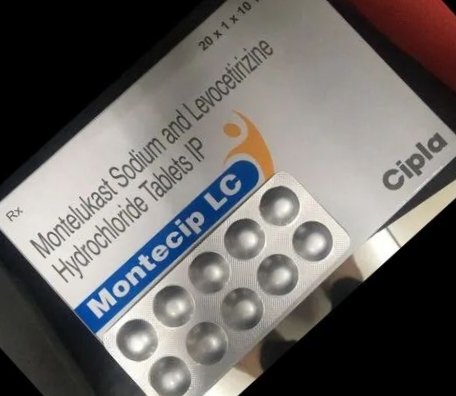 20 x 1 x 10
Rx
Montelukast Sodium and Levocetirizine
Hydrochloride Tablets IP
Montecip LC
Cipla